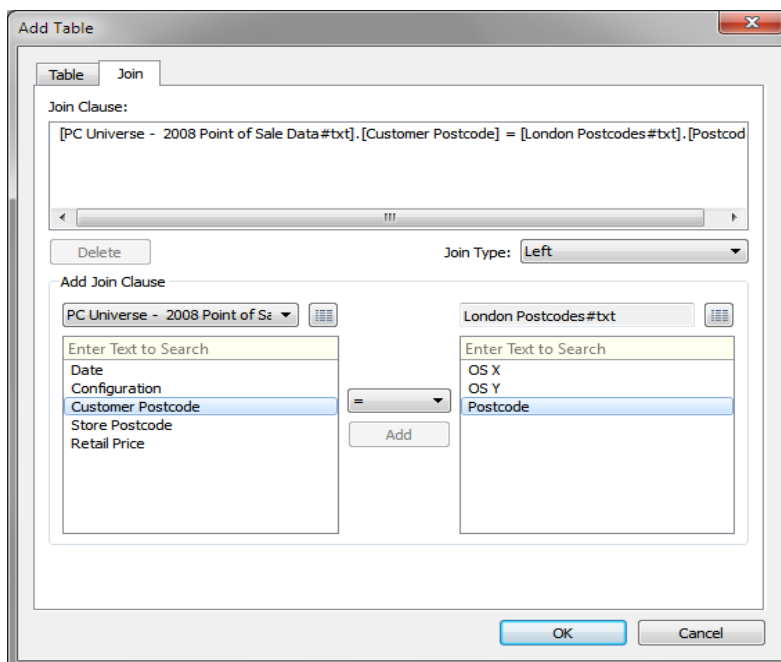 Add Table
Table Join
Join Clause:
[PC Universe - 2008 Point of Sale Data#txt].[Customer Postcode] = [London Postcodes#txt].[Postcod
Delete Join Type: Left
Add Join Clause
PC Universe - 2008 Point of Sa London Postcodes#txt
Enter Text to Search Enter Text to Search
Date OS X
Configuration OS Y
Customer Postcode = Postcode
Store Postcode Add
Retail Price
OK Cancel